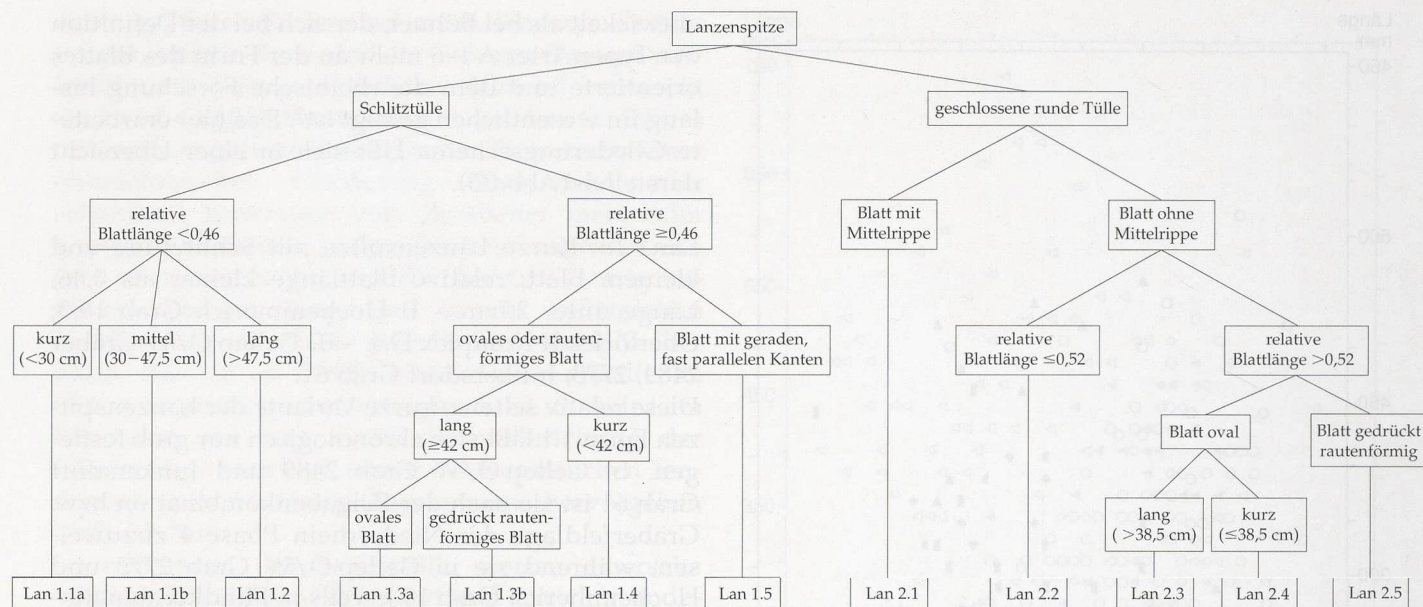 Lanzenspitze
Schlitztülle
geschlossene runde Tülle
relative
Blattlänge <0,46
relative
Blattlänge ≥0,46
Blatt mit
Mittelrippe
Blatt ohne
Mittelrippe
kurz
(<30 cm)
mittel
(30–47,5 cm)
lang
(>47,5 cm)
ovales oder rauten-
förmiges Blatt
Blatt mit geraden,
fast parallelen Kanten
relative
Blattlänge ≤0,52
relative
Blattlänge >0,52
lang
(≥42 cm)
kurz
(<42 cm)
Blatt oval
Blatt gedrückt
rautenförmig
ovales
Blatt
gedrückt rauten-
förmiges Blatt
lang
( >38,5 cm)
kurz
(≤38,5 cm)
Lan 1.1a
Lan 1.1b
Lan 1.2
Lan 1.3a
Lan 1.3b
Lan 1.4
Lan 1.5
Lan 2.1
Lan 2.2
Lan 2.3
Lan 2.4
Lan 2.5